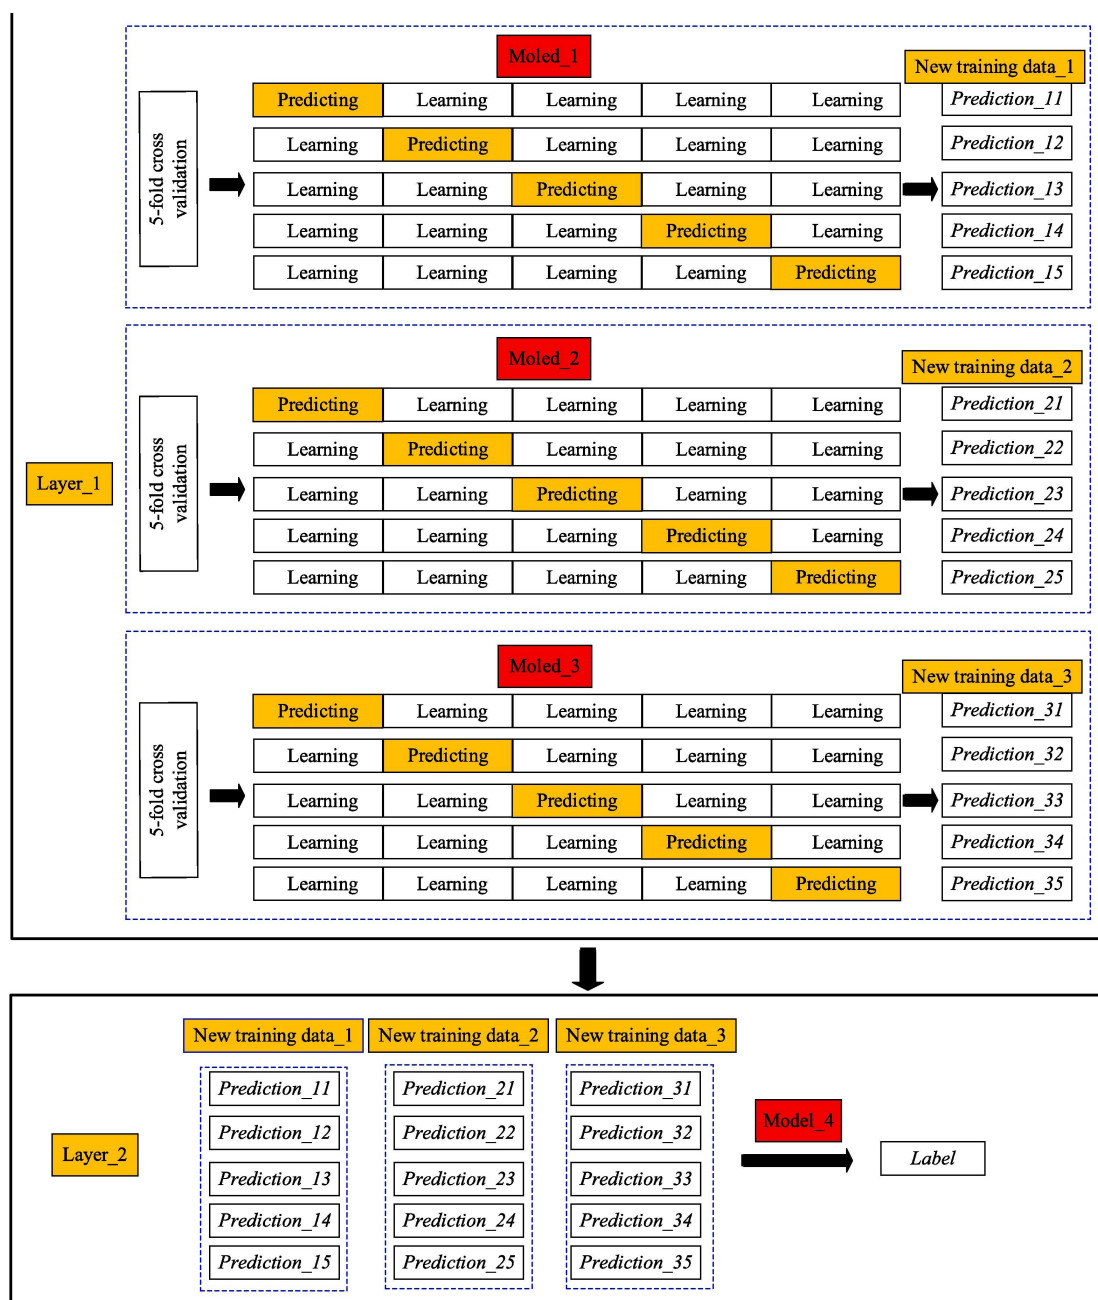 Moled_1
New training data_1
5-fold cross
validation
Predicting Learning Learning Learning Learning
Prediction_11
Learning Predicting Learning Learning Learning
Prediction_12
Learning Learning Predicting Learning Learning
Prediction_13
Learning Learning Learning Predicting Learning
Prediction_14
Learning Learning Learning Learning Predicting
Prediction_15
Layer_1
Moled_2
New training data_2
5-fold cross
validation
Predicting Learning Learning Learning Learning
Prediction_21
Learning Predicting Learning Learning Learning
Prediction_22
Learning Learning Predicting Learning Learning
Prediction_23
Learning Learning Learning Predicting Learning
Prediction_24
Learning Learning Learning Learning Predicting
Prediction_25
Moled_3
New training data_3
5-fold cross
validation
Predicting Learning Learning Learning Learning
Prediction_31
Learning Predicting Learning Learning Learning
Prediction_32
Learning Learning Predicting Learning Learning
Prediction_33
Learning Learning Learning Predicting Learning
Prediction_34
Learning Learning Learning Learning Predicting
Prediction_35
Layer_2
New training data_1
Prediction_11
Prediction_12
Prediction_13
Prediction_14
Prediction_15
New training data_2
Prediction_21
Prediction_22
Prediction_23
Prediction_24
Prediction_25
New training data_3
Prediction_31
Prediction_32
Prediction_33
Prediction_34
Prediction_35
Model_4
Label